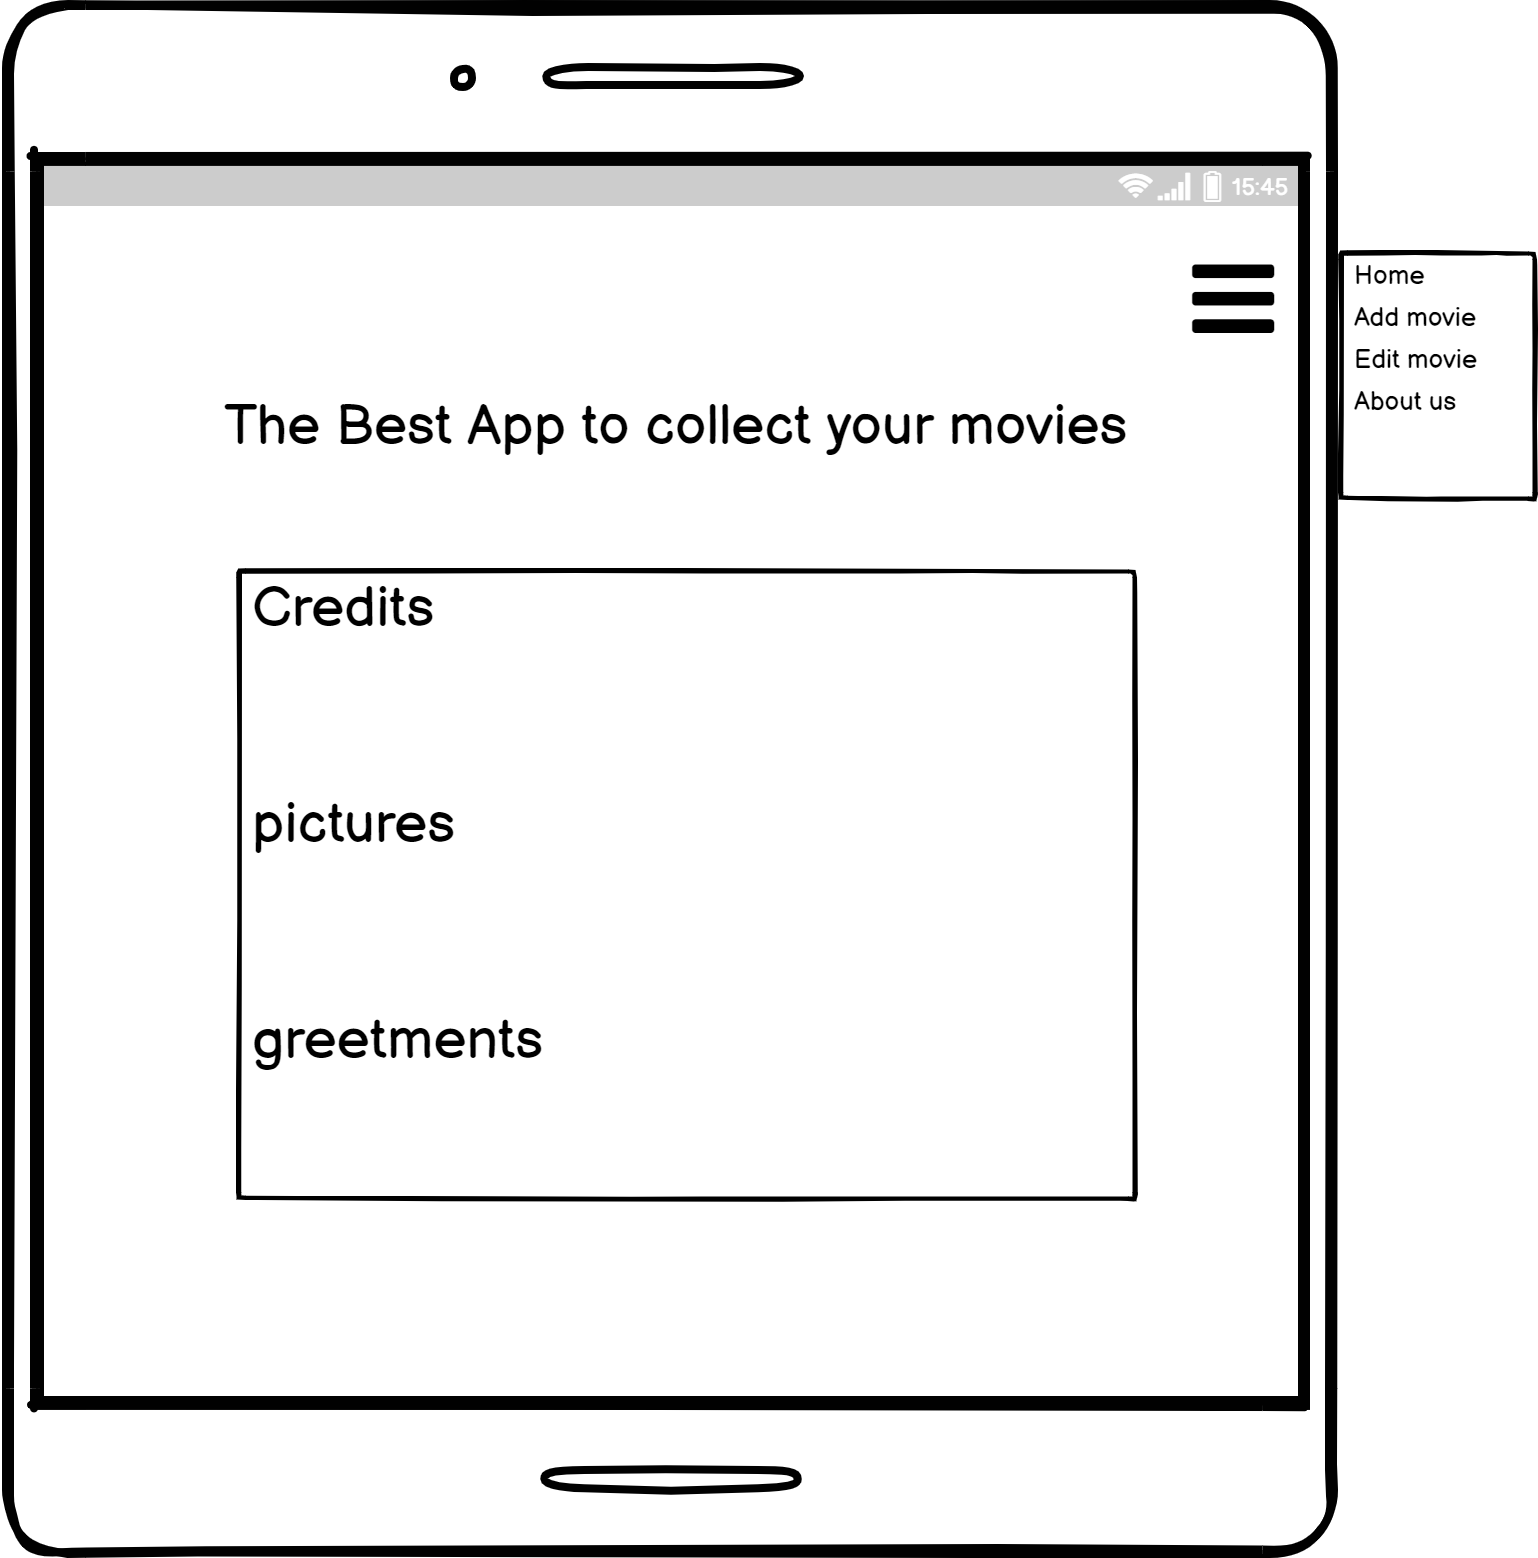 15:45
Home
Add movie
Edit movie
About us
The Best App to collect your movies
Credits
pictures
greetments